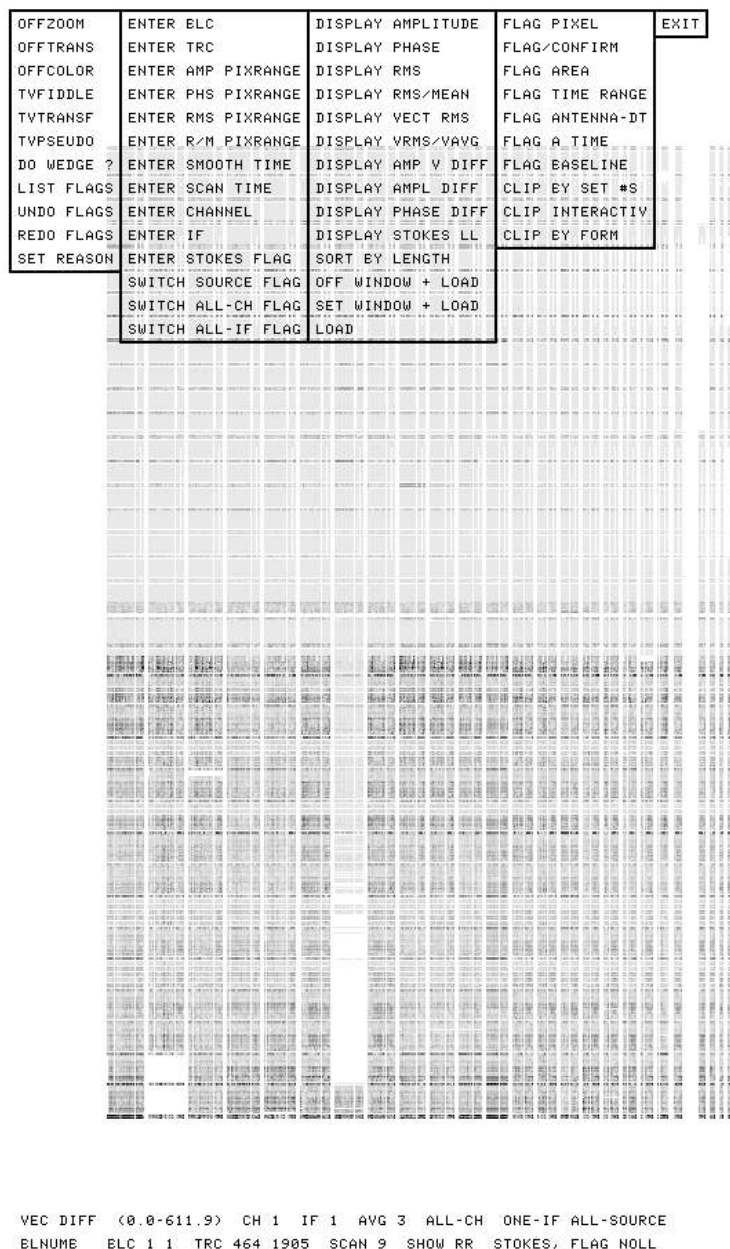 OFFZOOM
OFFTRANS
OFFCOLOR
TVFIDDLE
TVTRANSF
TVPSEUDO
DO WEDGE ?
LIST FLAGS
UNDO FLAGS
REDO FLAGS
SET REASON
ENTER BLC
ENTER TRC
ENTER AMP PIXRANGE
ENTER PHS PIXRANGE
ENTER RMS PIXRANGE
ENTER R/M PIXRANGE
ENTER SMOOTH TIME
ENTER SCAN TIME
ENTER CHANNEL
ENTER IF
ENTER STOKES FLAG
SWITCH SOURCE FLAG
SWITCH ALL-CH FLAG
SWITCH ALL-IF FLAG
DISPLAY AMPLITUDE
DISPLAY PHASE
DISPLAY RMS
DISPLAY RMS/MEAN
DISPLAY VECT RMS
DISPLAY VRMS/VAVG
DISPLAY AMP V DIFF
DISPLAY AMPL DIFF
DISPLAY PHASE DIFF
DISPLAY STOKES LL
SORT BY LENGTH
OFF WINDOW + LOAD
SET WINDOW + LOAD
LOAD
FLAG PIXEL
FLAG/CONFIRM
FLAG AREA
FLAG TIME RANGE
FLAG ANTENNA-DT
FLAG A TIME
FLAG BASELINE
CLIP BY SET #S
CLIP INTERACTIV
CLIP BY FORM
EXIT
VEC DIFF (0.0-611.9) CH 1 IF 1 AVG 3 ALL-CH ONE-IF ALL-SOURCE
BLNUMB BLC 1 1 TRC 464 1905 SCAN 9 SHOW RR STOKES, FLAG NOLL